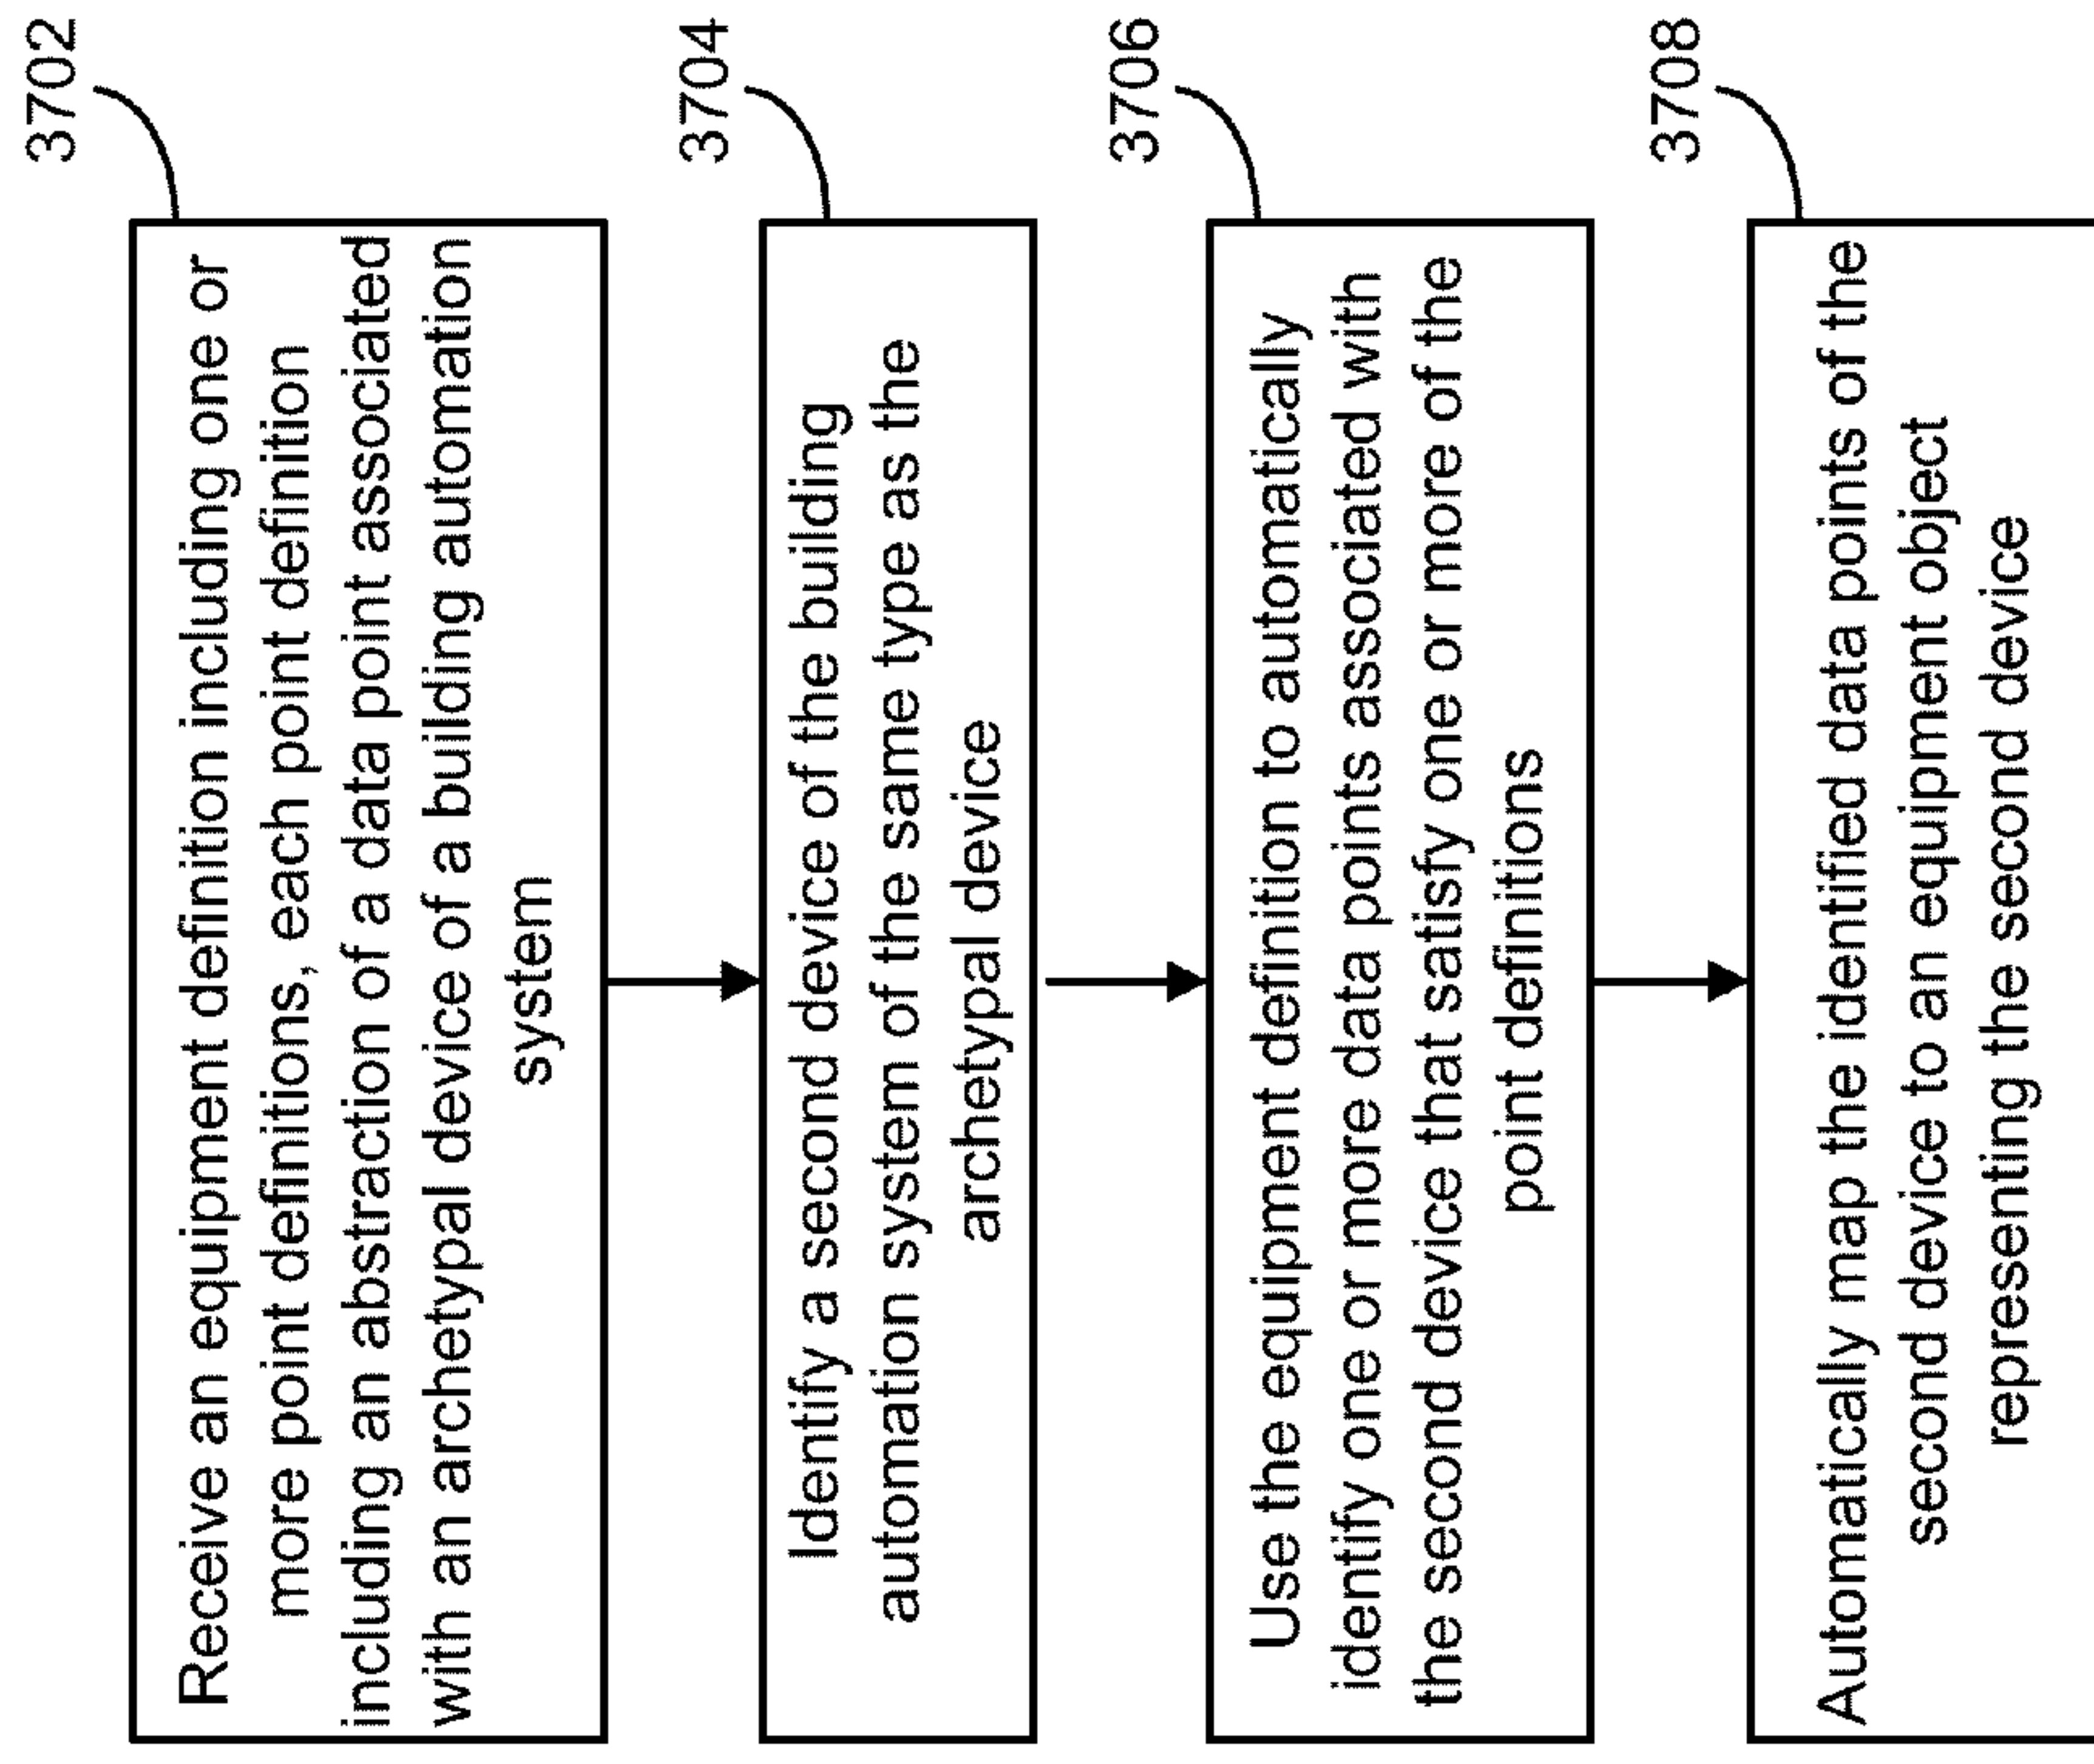 3702
Receive an equipment definition including one or
more point definitions, each point definition
including an abstraction of a data point associated
with an archetypal device of a building automation
system
3704
Identify a second device of the building
automation system of the same type as the
archetypal device
3706
Use the equipment definition to automatically
identify one or more data points associated with
the second device that satisfy one or more of the
point definitions
3708
Automatically map the identified data points of the
second device to an equipment object
representing the second device